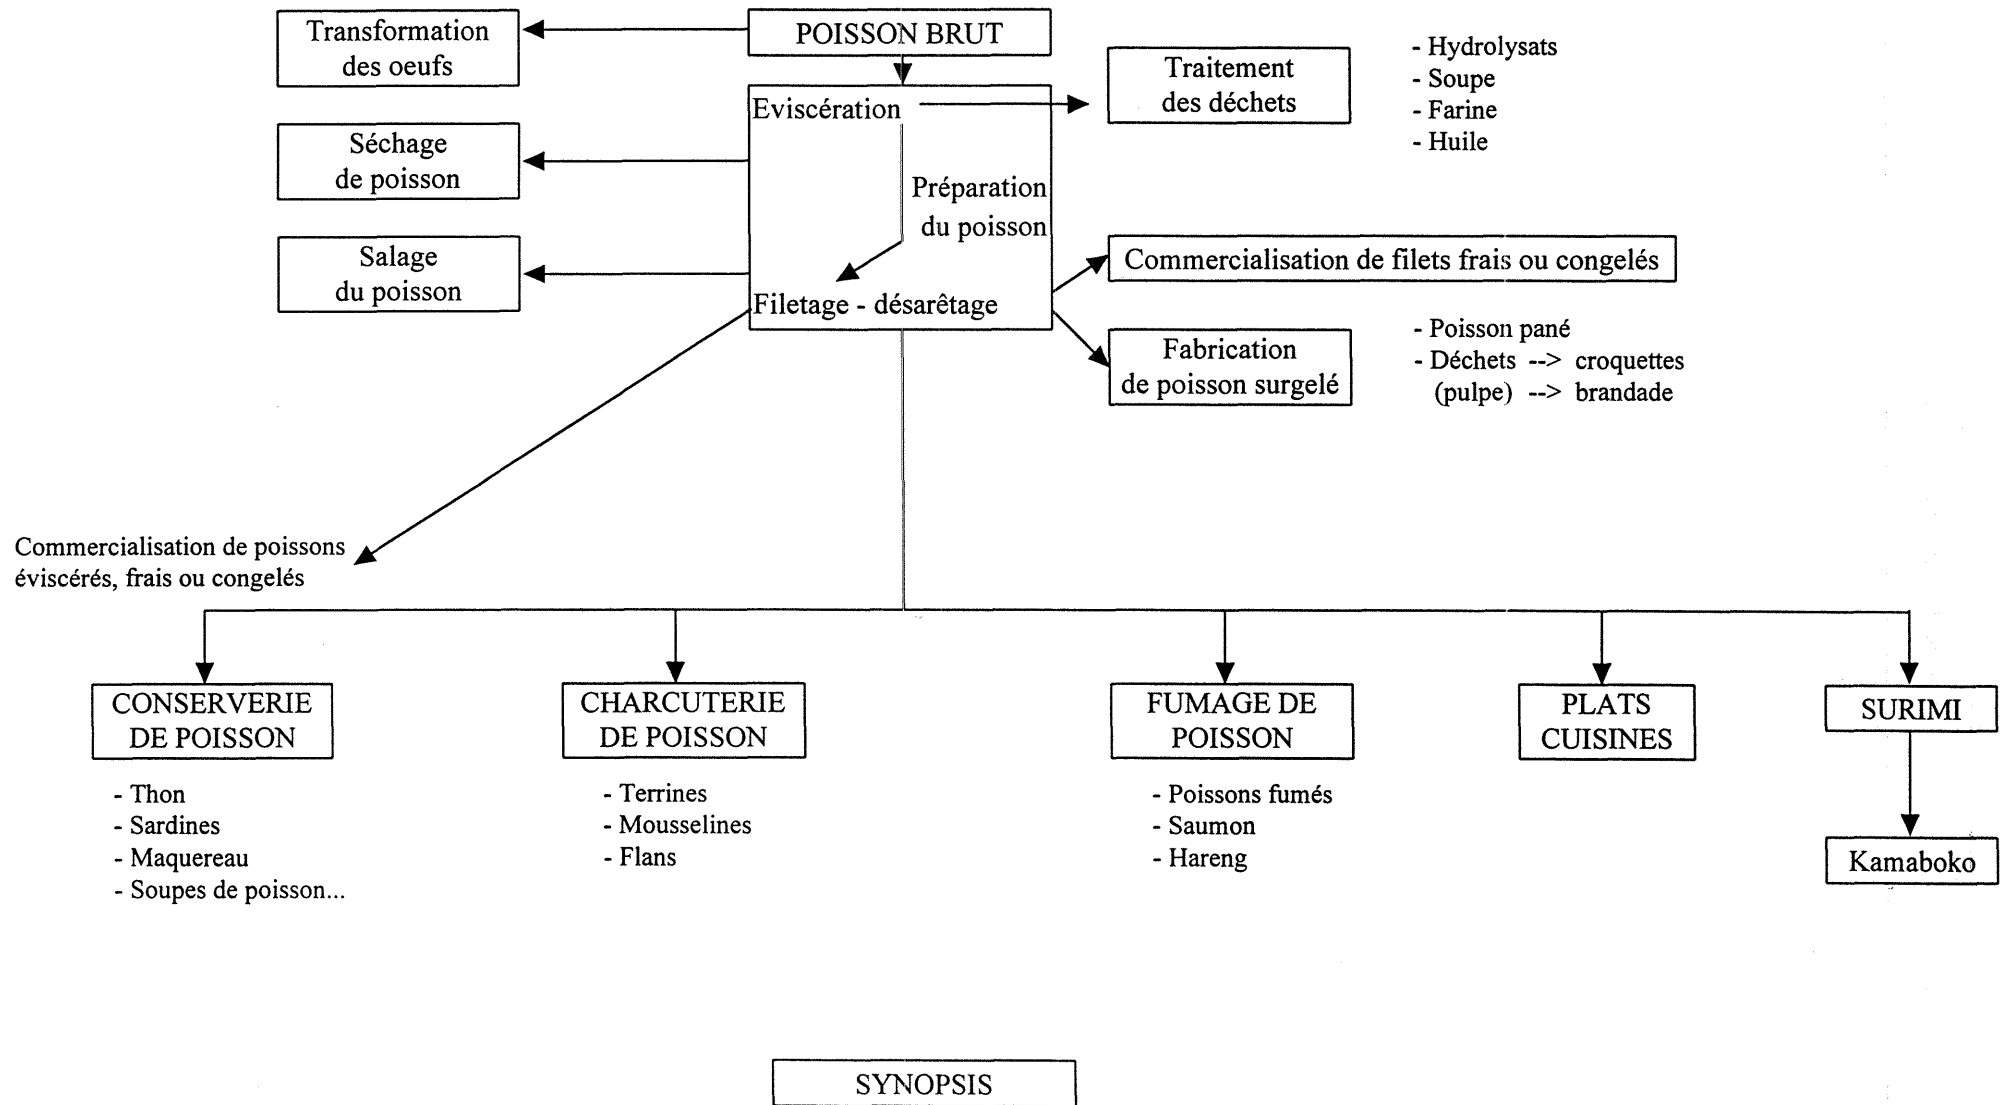 POISSON BRUT
Transformation
des oeufs
Eviscération
Traitement
des déchets
- Hydrolysats
- Soupe
- Farine
- Huile
Séchage
de poisson
Préparation
du poisson
Salage
du poisson
Filetage - désarêtage
Commercialisation de filets frais ou congelés
Fabrication
de poisson surgelé
- Poisson pané
- Déchets --> croquettes
(pulpe) --> brandade
Commercialisation de poissons
éviscérés, frais ou congelés
CONSERVERIE
DE POISSON
- Thon
- Sardines
- Maquereau
- Soupes de poisson...
CHARCUTERIE
DE POISSON
- Terrines
- Mousselines
- Flans
FUMAGE DE
POISSON
- Poissons fumés
- Saumon
- Hareng
PLATS
CUISINES
SURIMI
Kamaboko
SYNOPSIS